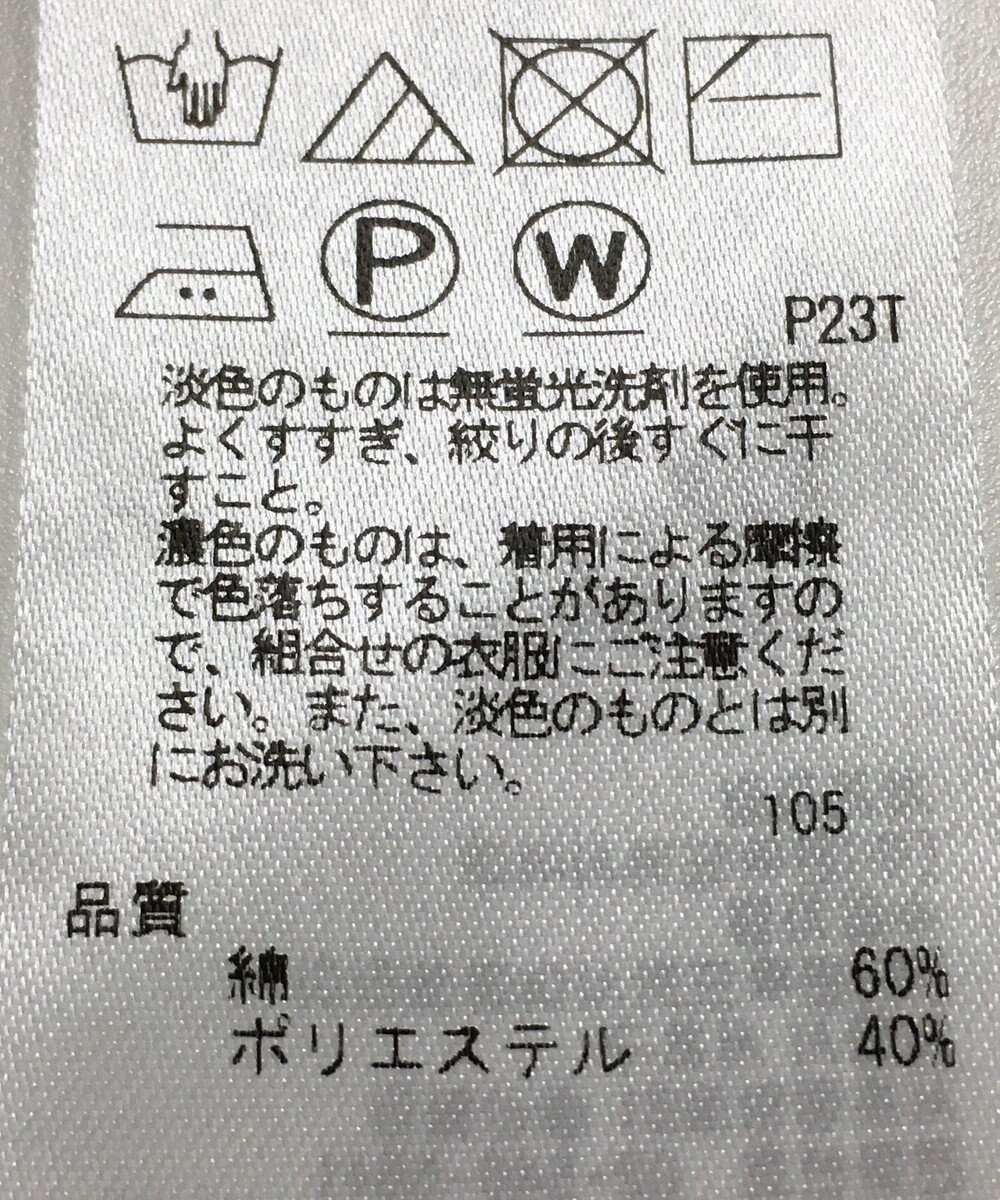 P W
P23T
淡色のものは無蛍光洗剤を使用。
よくすすぎ、絞りの後すぐに干
すこと。
濃色のものは、着用による摩擦
で色落ちすることがありますの
で、組合せの衣服にご注意くだ
さい。また、淡色のものとは別
にお洗い下さい。
105
品質
綿 60%
ポリエステル 40%